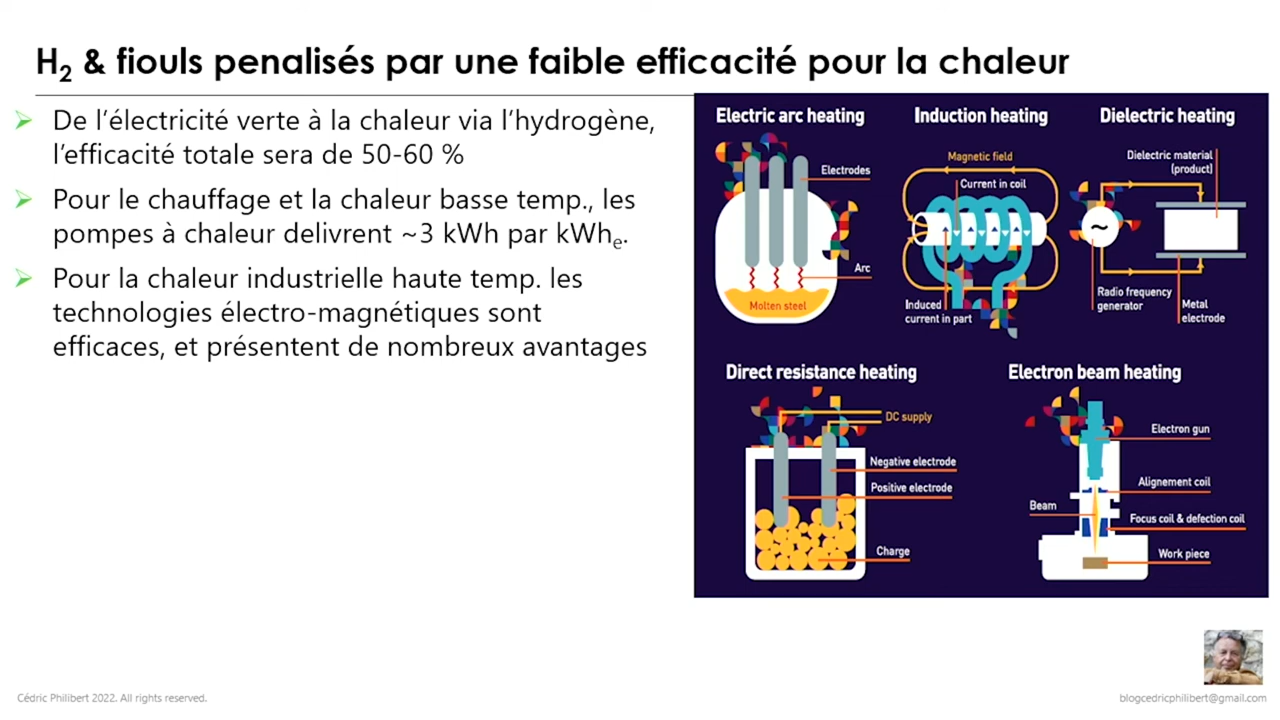 H₂ & fiouls penalisés par une faible efficacité pour la chaleur
De l'électricité verte à la chaleur via l'hydrogène,
l'efficacité totale sera de 50-60 %
Pour le chauffage et la chaleur basse temp., les
pompes à chaleur delivrent ~3 kWh par kWhₑ.
Pour la chaleur industrielle haute temp. les
technologies électro-magnétiques sont
efficaces, et présentent de nombreux avantages
Electric arc heating
Electrodes
Arc
Molten steel
Induction heating
Magnetic field
Current in coil
Induced
current in part
Dielectric heating
Dielectric material
(product)
~
Radio frequency
generator
Metal
electrode
Direct resistance heating
DC supply
Negative electrode
Positive electrode
Charge
Electron beam heating
Electron gun
Alignement coil
Beam
Focus coil & defection coil
Work piece
Cédric Philibert 2022. All rights reserved.
blogcedricphilibert@gmail.com